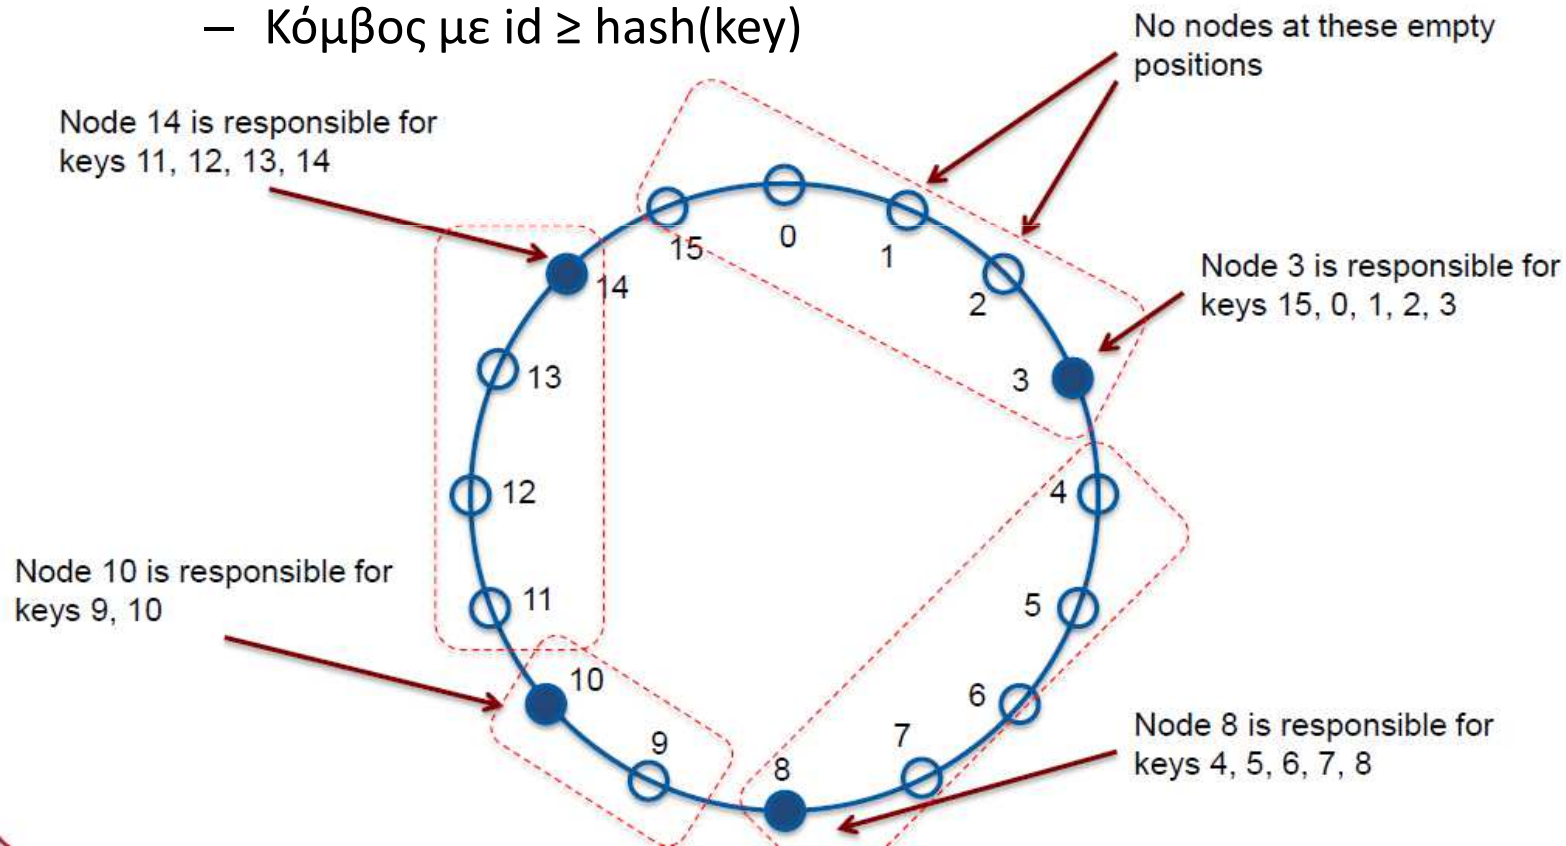 – Κόμβος με id ≥ hash(key)
No nodes at these empty
positions
Node 14 is responsible for
keys 11, 12, 13, 14
15
0
1
2
14
Node 3 is responsible for
keys 15, 0, 1, 2, 3
3
13
12
4
Node 10 is responsible for
keys 9, 10
11
5
10
6
9
7
8
Node 8 is responsible for
keys 4, 5, 6, 7, 8